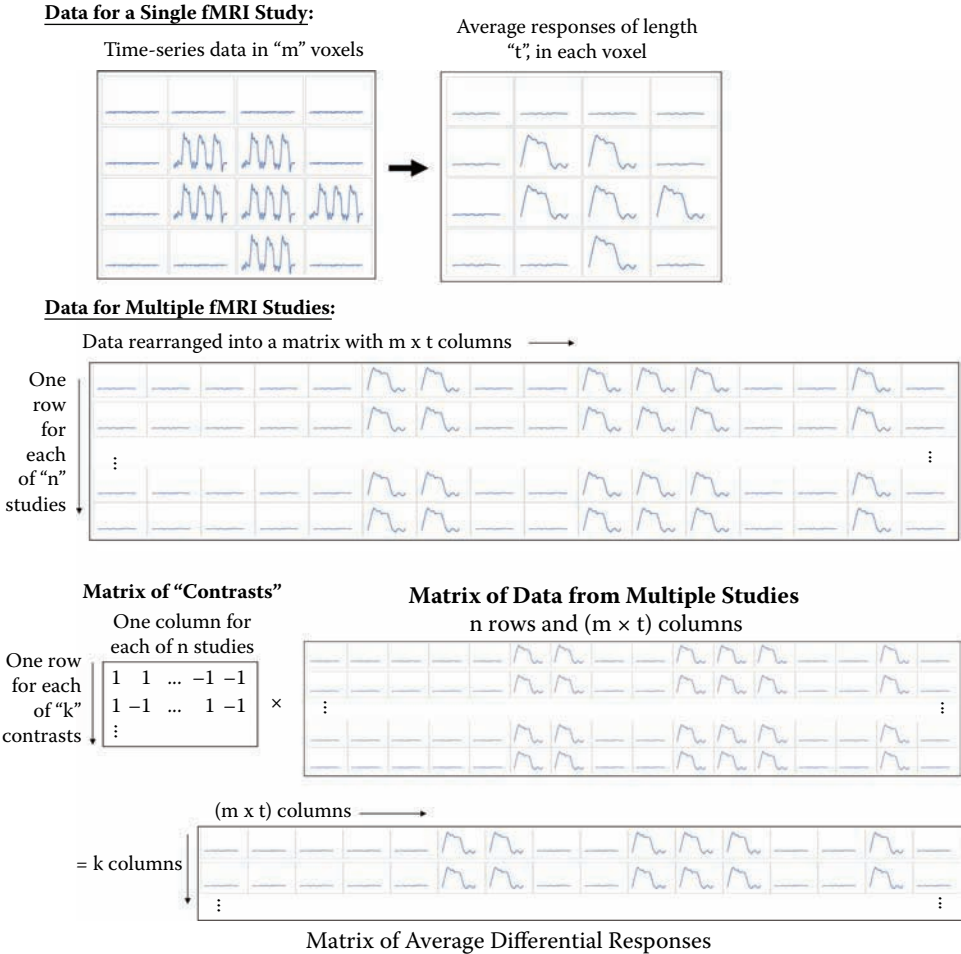 Data for a Single fMRI Study:
Time-series data in “m” voxels
Average responses of length
“t”, in each voxel
Data for Multiple fMRI Studies:
Data rearranged into a matrix with m x t columns
One
row
for
each
of “n”
studies
⋮ ⋮
Matrix of “Contrasts”
One column for
each of n studies
One row
for each
of “k”
contrasts
1 1 ... −1 −1
1 −1 ... 1 −1
⋮
×
Matrix of Data from Multiple Studies
n rows and (m × t) columns
⋮ ⋮
(m x t) columns
= k columns
⋮ ⋮
Matrix of Average Differential Responses